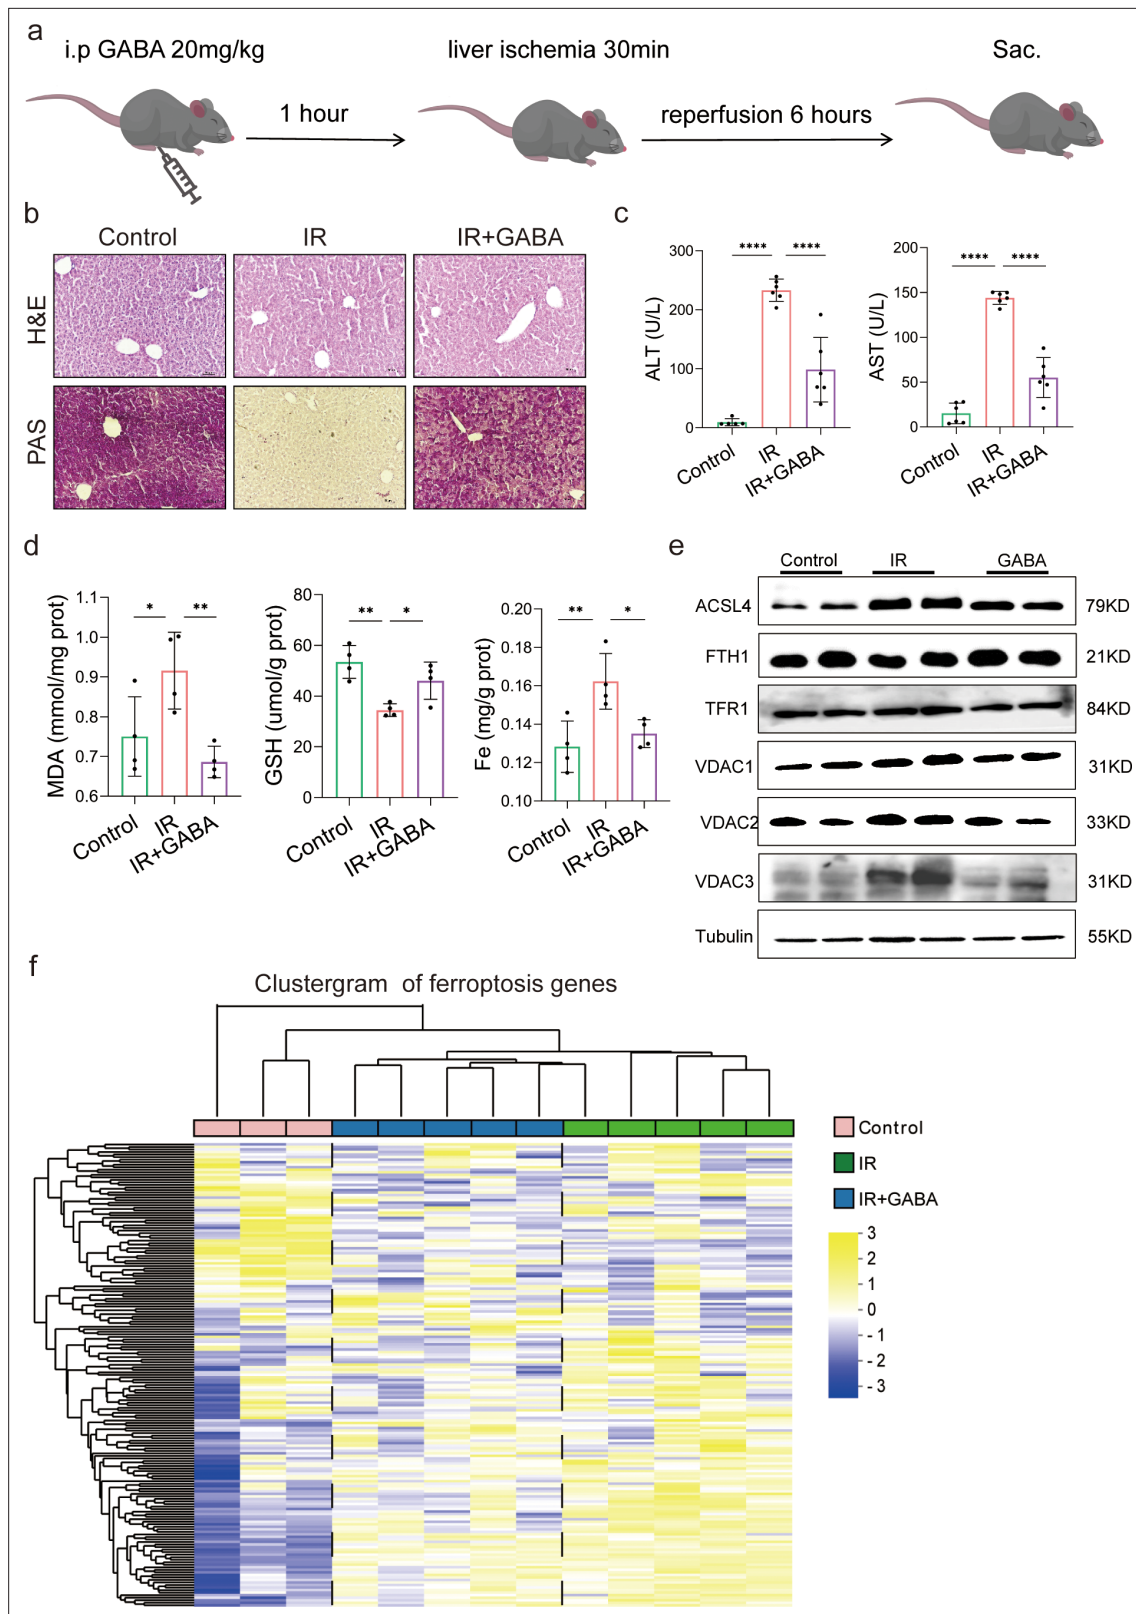 a
i.p GABA 20mg/kg
liver ischemia 30min
Sac.
1 hour
reperfusion 6 hours
b
Control
IR
IR+GABA
H&E
PAS
c
ALT (U/L)
300
200
100
0
**** ****
Control
IR
IR+GABA
AST (U/L)
200
150
100
50
0
**** ****
Control
IR
IR+GABA
d
MDA (mmol/mg prot)
1.1
1.0
0.9
0.8
0.7
0.6
* **
Control
IR
IR+GABA
GSH (umol/g prot)
80
60
40
20
0
** *
Control
IR
IR+GABA
Fe (mg/g prot)
0.20
0.18
0.16
0.14
0.12
0.10
** *
Control
IR
IR+GABA
e
Control
IR
GABA
ACSL4 79KD
FTH1 21KD
TFR1 84KD
VDAC1 31KD
VDAC2 33KD
VDAC3 31KD
Tubulin 55KD
f
Clustergram of ferroptosis genes
Control
IR
IR+GABA
3
2
1
0
- 1
- 2
- 3